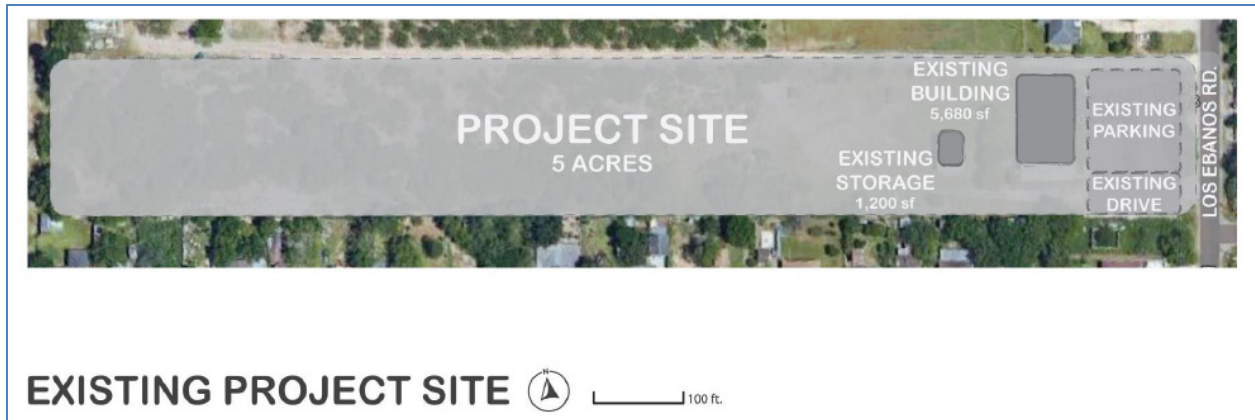 EXISTING
BUILDING
5,680 sf
PROJECT SITE
5 ACRES
EXISTING
STORAGE
1,200 sf
EXISTING
PARKING
EXISTING
DRIVE
LOS EBANOS RD.
EXISTING PROJECT SITE
N
100 ft.